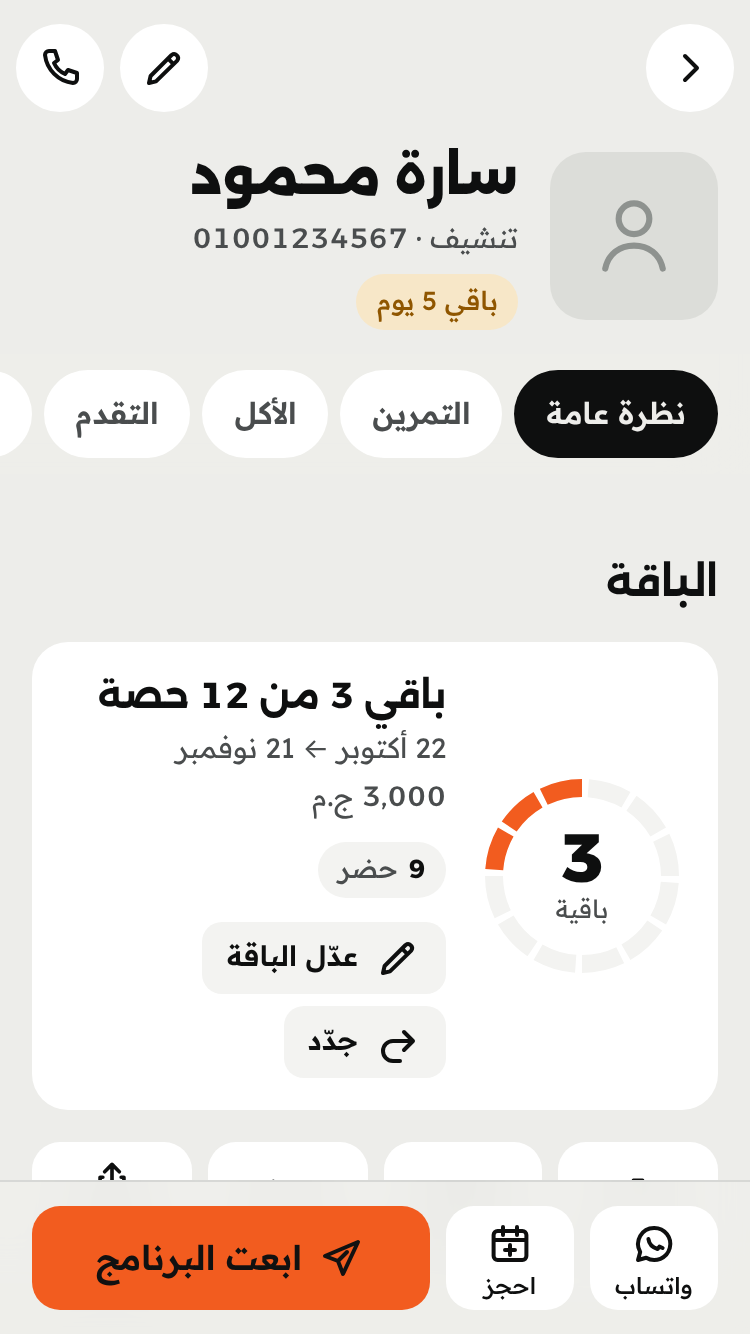 سارة محمود
تنشيف · 01001234567
باقي 5 يوم
نظرة عامة
التمرين
الأكل
التقدم
الباقة
باقي 3 من 12 حصة
22 أكتوبر ← 21 نوفمبر
3,000 ج.م
9 حضر
عدّل الباقة
جدّد
3
باقية
واتساب
احجز
ابعت البرنامج